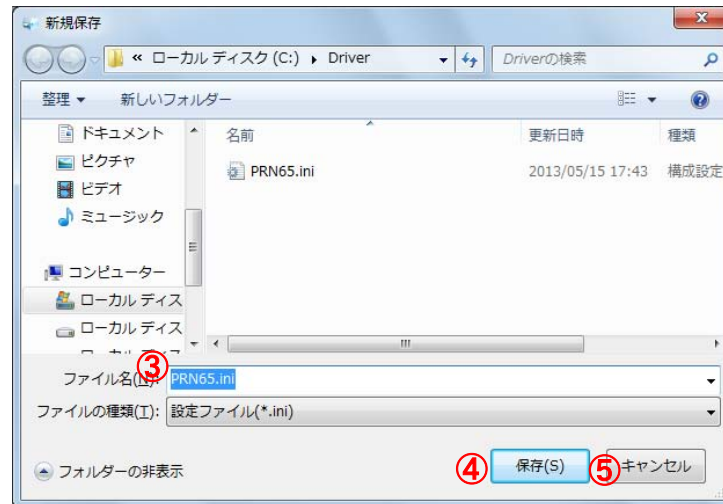 新規保存
« ローカル ディスク (C:) ▸ Driver
Driverの検索
整理 ▼ 新しいフォルダー
ドキュメント
ピクチャ
ビデオ
ミュージック
コンピューター
ローカル ディス
ローカル ディス
名前 更新日時 種類
PRN65.ini 2013/05/15 17:43 構成設定
③
ファイル名(N): PRN65.ini
ファイルの種類(T): 設定ファイル(*.ini)
フォルダーの非表示
④ 保存(S) ⑤ キャンセル